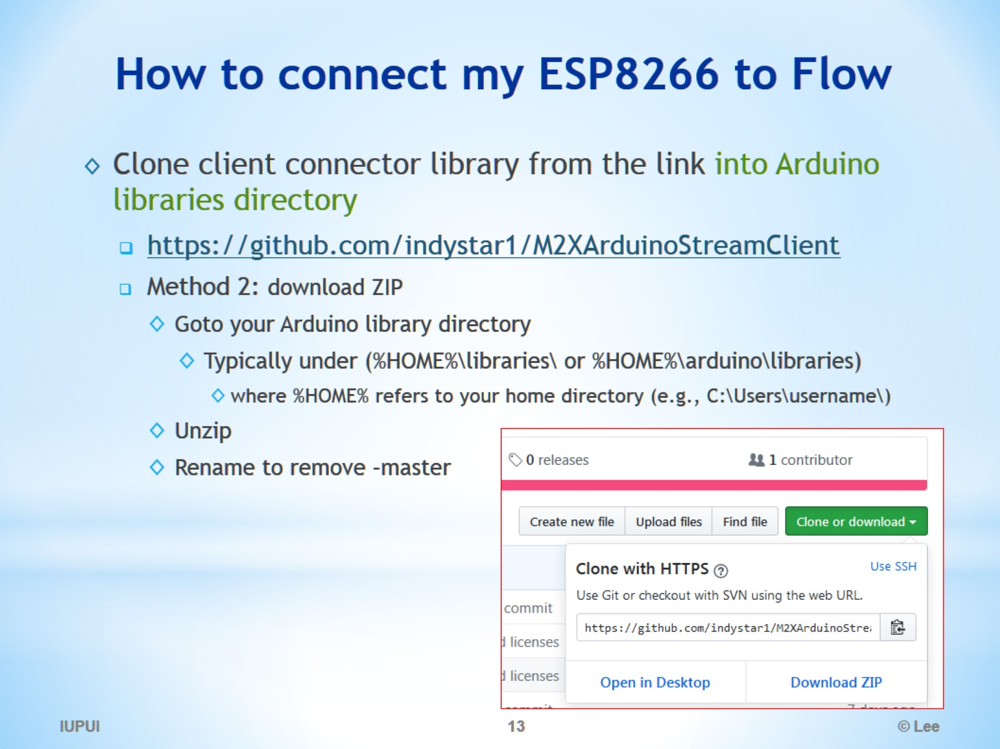 How to connect my ESP8266 to Flow
Clone client connector library from the link into Arduino
libraries directory
https://github.com/indystar1/M2XArduinoStreamClient
Method 2: download ZIP
Goto your Arduino library directory
Typically under (%HOME%\libraries\ or %HOME%\arduino\libraries)
where %HOME% refers to your home directory (e.g., C:\Users\username\)
Unzip
Rename to remove –master
0 releases
1 contributor
Create new file
Upload files
Find file
Clone or download
Clone with HTTPS
Use SSH
Use Git or checkout with SVN using the web URL.
commit
https://github.com/indystar1/M2XArduinoStre
d licenses
d licenses
Open in Desktop
Download ZIP
commit
7 days ago
IUPUI
13
© Lee